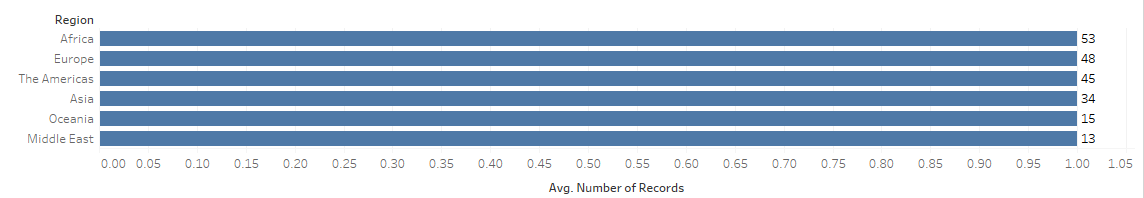 Region
Africa 53
Europe 48
The Americas 45
Asia 34
Oceania 15
Middle East 13
0.00 0.05 0.10 0.15 0.20 0.25 0.30 0.35 0.40 0.45 0.50 0.55 0.60 0.65 0.70 0.75 0.80 0.85 0.90 0.95 1.00 1.05
Avg. Number of Records